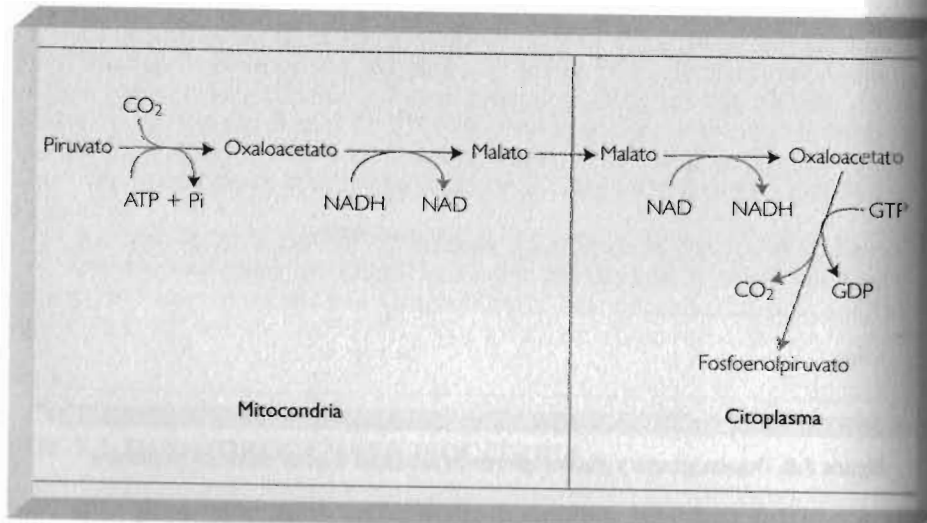 CO₂
Piruvato Oxaloacetato Malato Malato Oxaloacetato
ATP + Pi NADH NAD NAD NADH GTP
CO₂ GDP
Fosfoenolpiruvato
Mitocondria Citoplasma